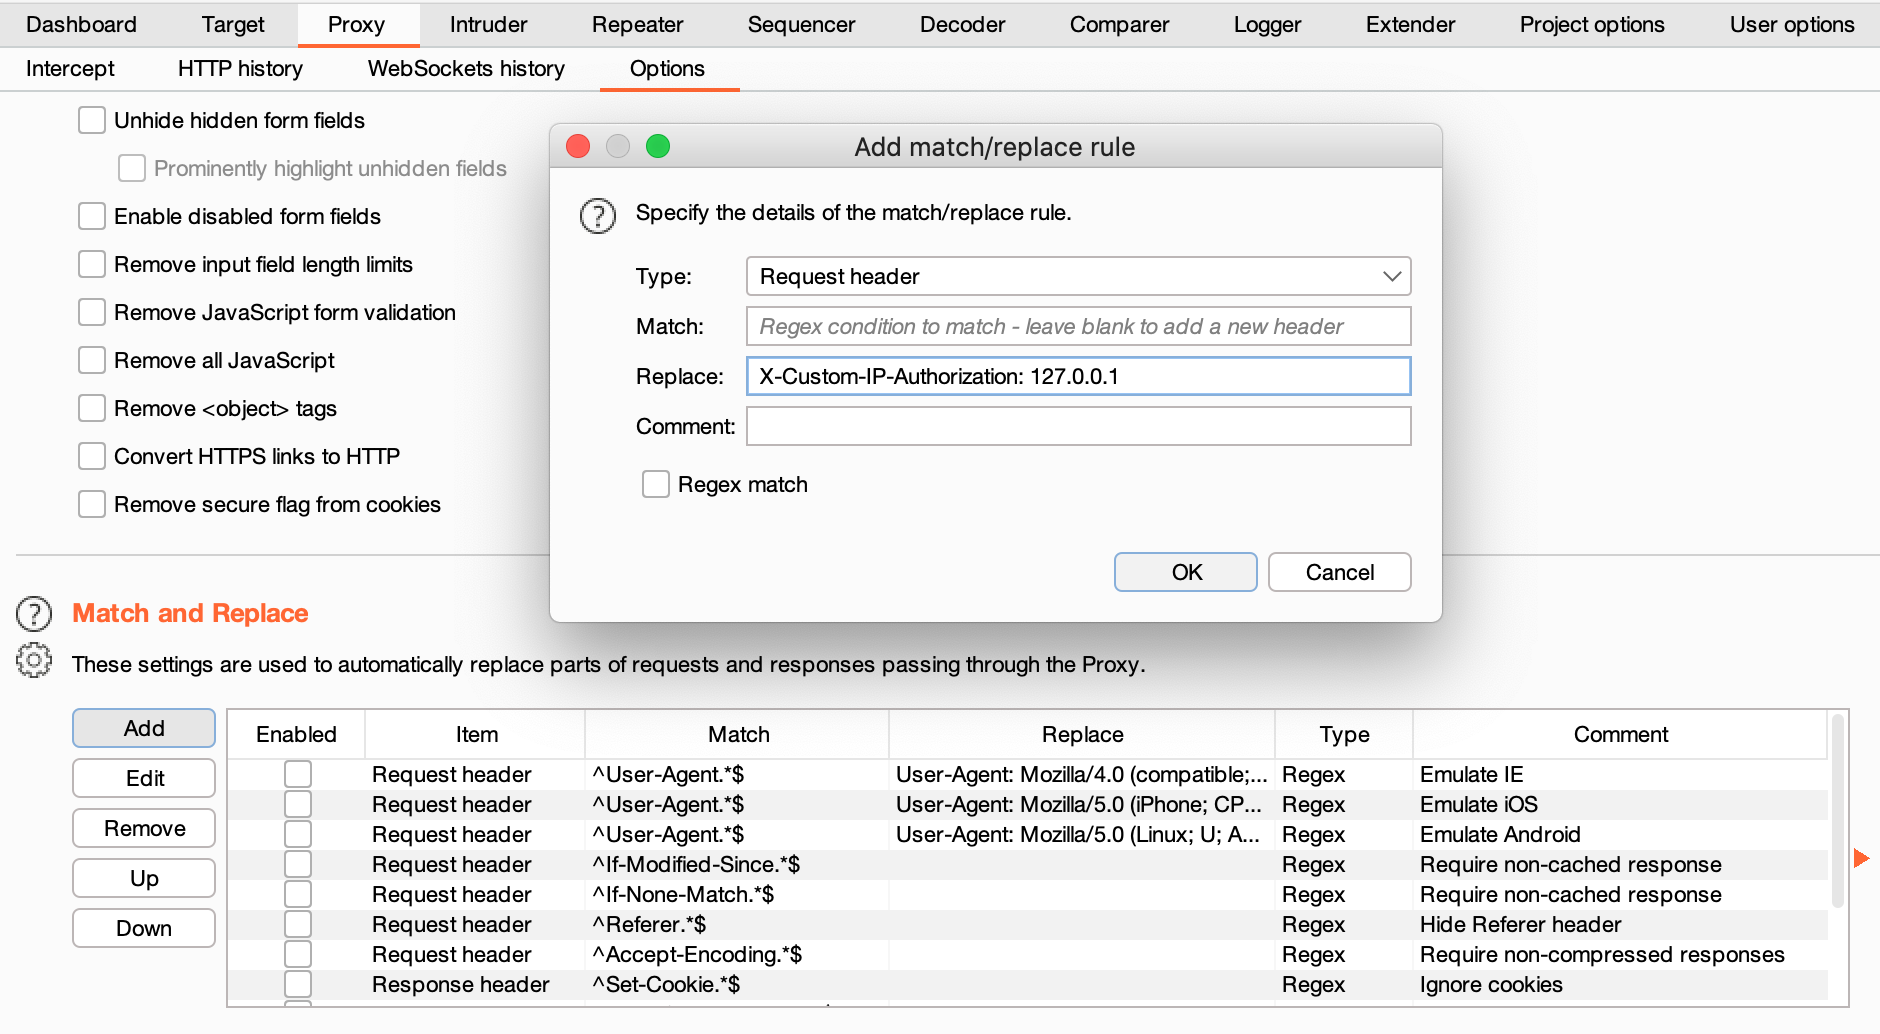 Dashboard Target Proxy Intruder Repeater Sequencer Decoder Comparer Logger Extender Project options User options
Intercept HTTP history WebSockets history Options
Unhide hidden form fields
Prominently highlight unhidden fields
Enable disabled form fields
Remove input field length limits
Remove JavaScript form validation
Remove all JavaScript
Remove <object> tags
Convert HTTPS links to HTTP
Remove secure flag from cookies
Add match/replace rule
? Specify the details of the match/replace rule.
Type: Request header
Match: Regex condition to match - leave blank to add a new header
Replace: X-Custom-IP-Authorization: 127.0.0.1
Comment:
Regex match
OK Cancel
? Match and Replace
These settings are used to automatically replace parts of requests and responses passing through the Proxy.
Add
Edit
Remove
Up
Down
Enabled Item Match Replace Type Comment
Request header ^User-Agent.*$ User-Agent: Mozilla/4.0 (compatible;... Regex Emulate IE
Request header ^User-Agent.*$ User-Agent: Mozilla/5.0 (iPhone; CP... Regex Emulate iOS
Request header ^User-Agent.*$ User-Agent: Mozilla/5.0 (Linux; U; A... Regex Emulate Android
Request header ^If-Modified-Since.*$ Regex Require non-cached response
Request header ^If-None-Match.*$ Regex Require non-cached response
Request header ^Referer.*$ Regex Hide Referer header
Request header ^Accept-Encoding.*$ Regex Require non-compressed responses
Response header ^Set-Cookie.*$ Regex Ignore cookies